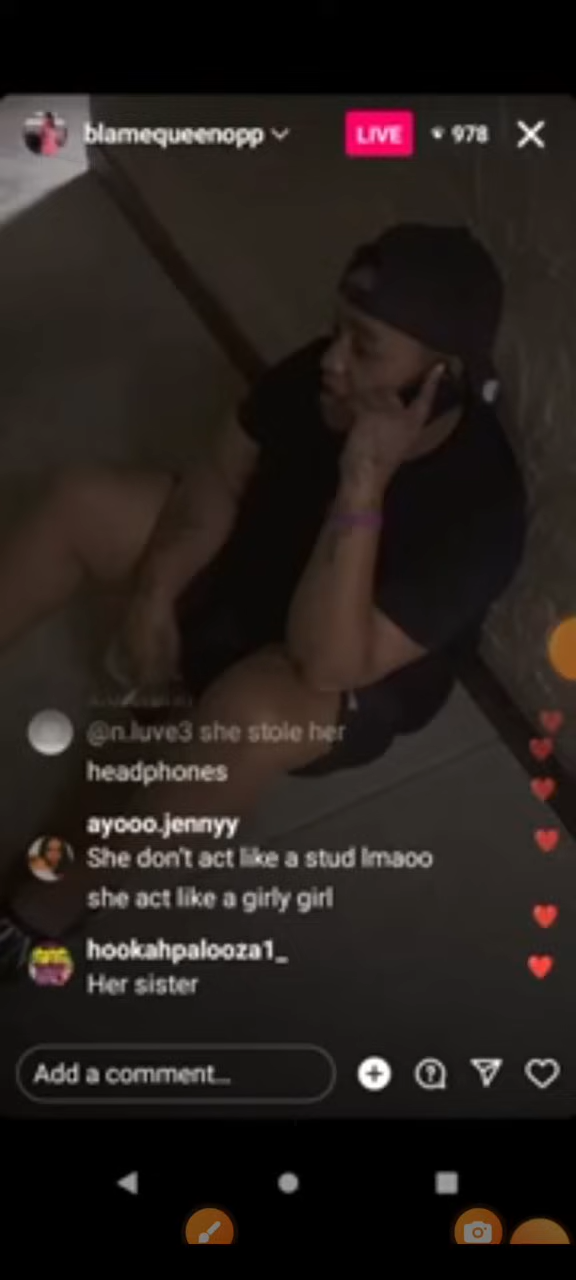 blamequeenopp
LIVE
978
@n.luve3 she stole her
headphones
ayooo.jennyy
She don't act like a stud lmaoo
she act like a girly girl
hookahpalooza1_
Her sister
Add a comment...